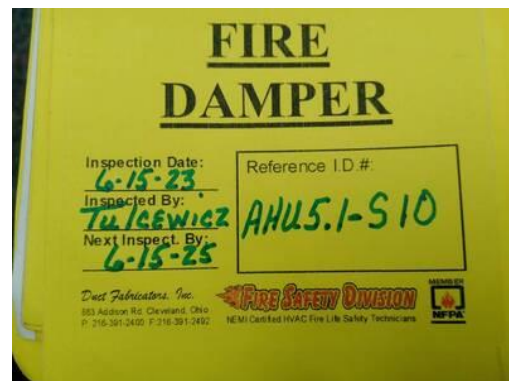 FIRE
DAMPER
Inspection Date:
6-15-23
Inspected By:
Next Inspect. By:
6-15-25
Reference I.D.#:
AHU5.1-S10
Duct Fabricators, Inc.
883 Addison Rd. Cleveland, Ohio
P: 216-391-2400 F: 216-391-2492
FIRE SAFETY DIVISION
NEMI Certified HVAC Fire Life Safety Technicians
MEMBER
NFPA